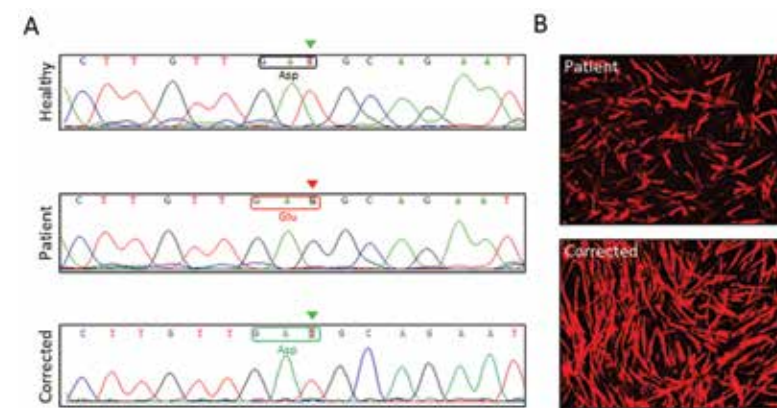 A
B
Healthy
C T T G T T G A T G C A G A A T
Asp
Patient
C T T G T T G A G G C A G A A T
Glu
Corrected
C T T G T T G A T G C A G A A T
Asp
Patient
Corrected